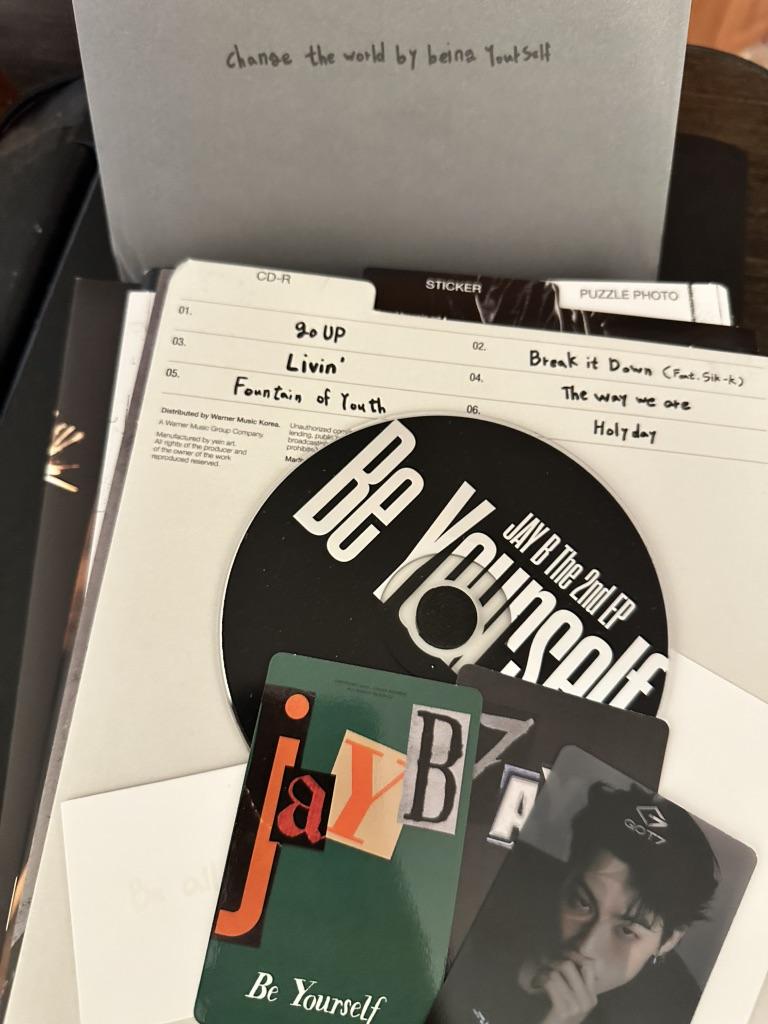 change the world by being Yourself
CD-R
STICKER
PUZZLE PHOTO
01.
go UP
02.
Break it Down (Feat. Sik-k)
03.
Livin'
04.
The way we are
05.
Fountain of Youth
06.
Holyday
Distributed by Warner Music Korea.
A Warner Music Group Company.
Manufactured by yein art.
All rights of the producer and
of the owner of the work
reproduced reserved.
Unauthorized
lending, public
Be Yourself
JAY B The 2nd EP
jaYB
Be Yourself
GOT7